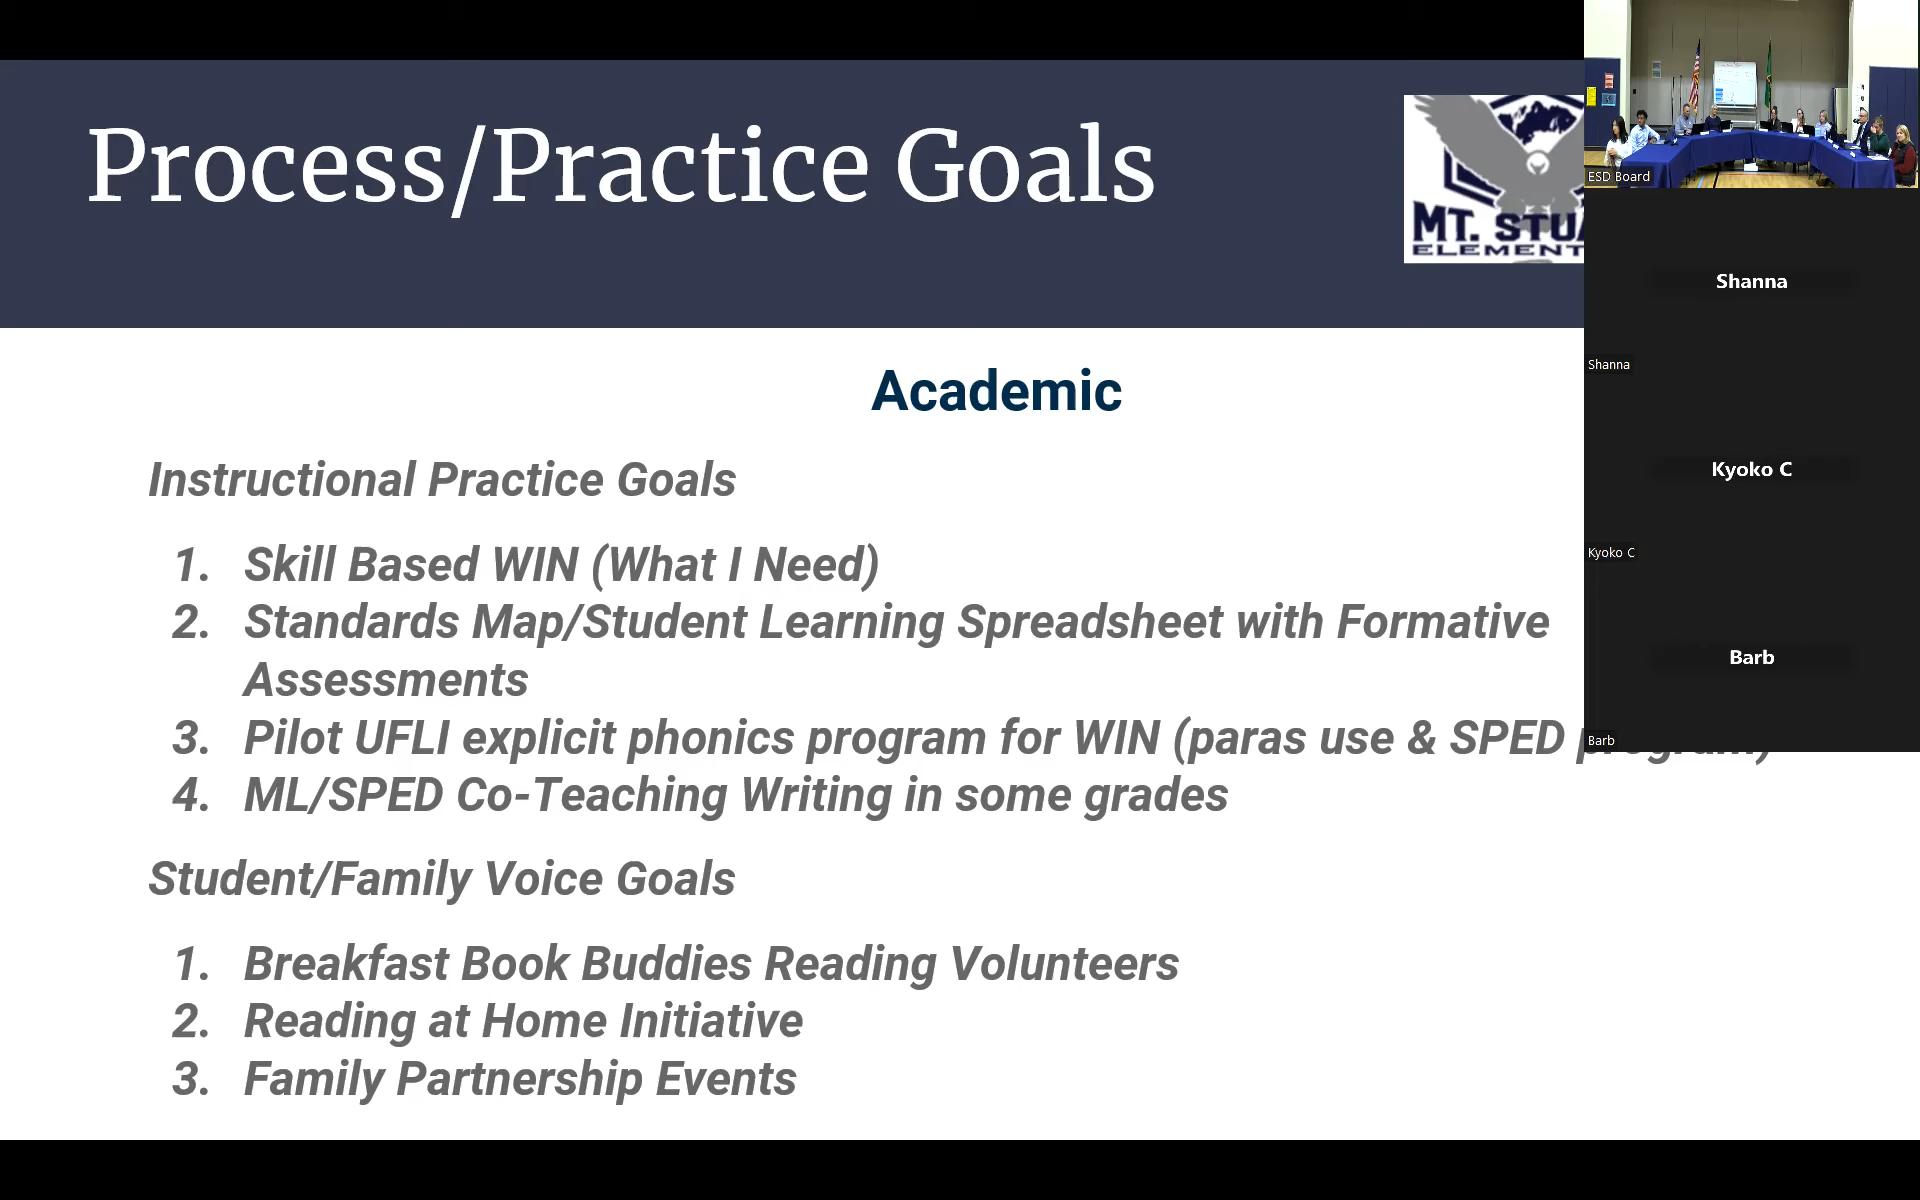 Process/Practice Goals
MT. STU
ELEMENT
Academic
Instructional Practice Goals
1. Skill Based WIN (What I Need)
2. Standards Map/Student Learning Spreadsheet with Formative
Assessments
3. Pilot UFLI explicit phonics program for WIN (paras use & SPED program)
4. ML/SPED Co-Teaching Writing in some grades
Student/Family Voice Goals
1. Breakfast Book Buddies Reading Volunteers
2. Reading at Home Initiative
3. Family Partnership Events
ESD Board
Shanna
Shanna
Kyoko C
Kyoko C
Barb
Barb